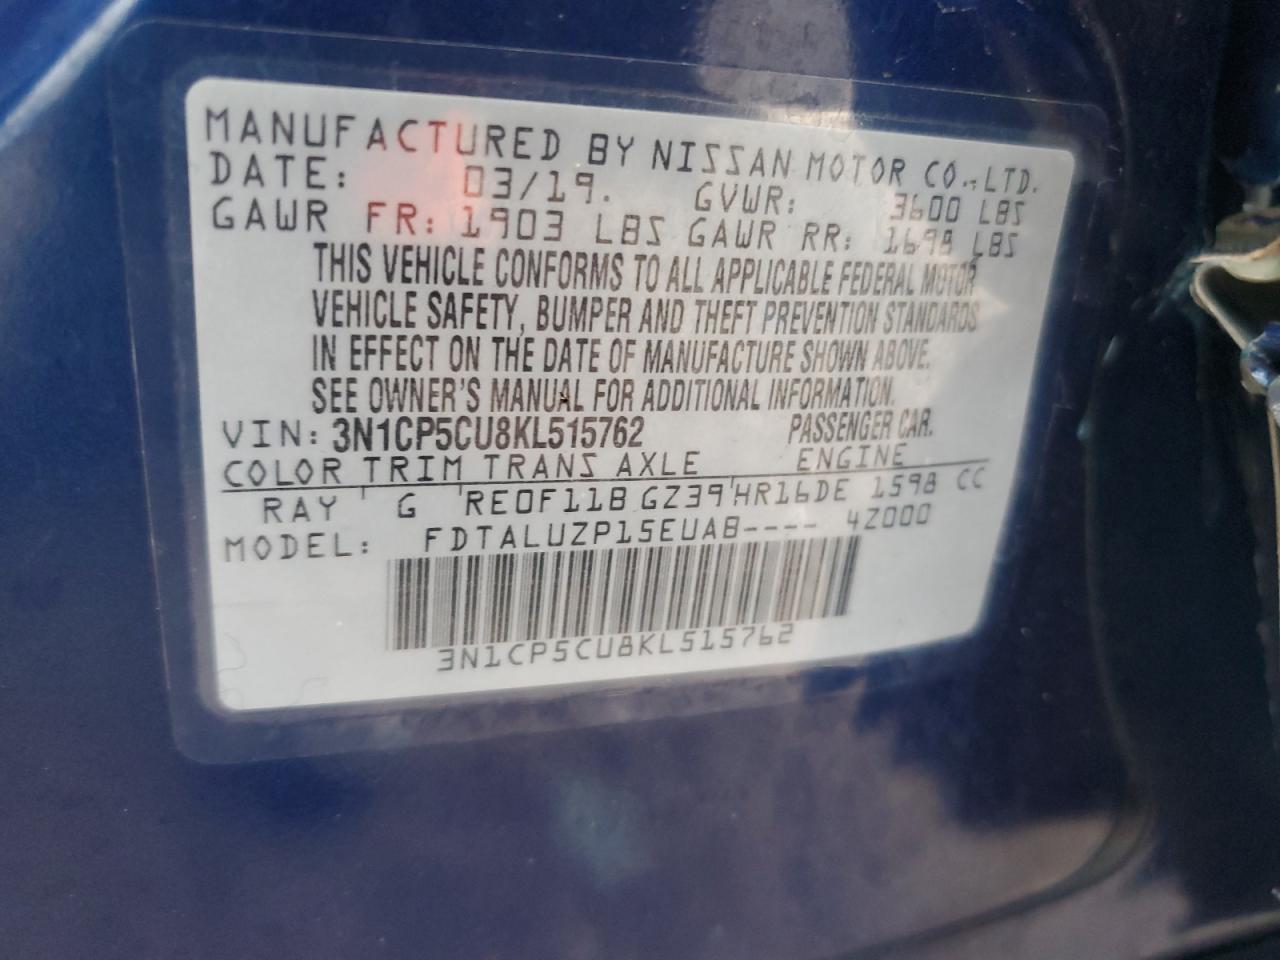 MANUFACTURED BY NISSAN MOTOR CO.,LTD.
DATE: 03/19. GVWR: 3600 LBS
GAWR FR: 1903 LBS GAWR RR: 1698 LBS
THIS VEHICLE CONFORMS TO ALL APPLICABLE FEDERAL MOTOR
VEHICLE SAFETY, BUMPER AND THEFT PREVENTION STANDARDS
IN EFFECT ON THE DATE OF MANUFACTURE SHOWN ABOVE.
SEE OWNER'S MANUAL FOR ADDITIONAL INFORMATION.
VIN: 3N1CP5CU8KL515762 PASSENGER CAR.
COLOR TRIM TRANS AXLE ENGINE
RAY ' G 'RE0F11B GZ39'HR16DE 1598 CC
MODEL: FDTALUZP15EUAB---- 4Z000
3N1CP5CU8KL515762